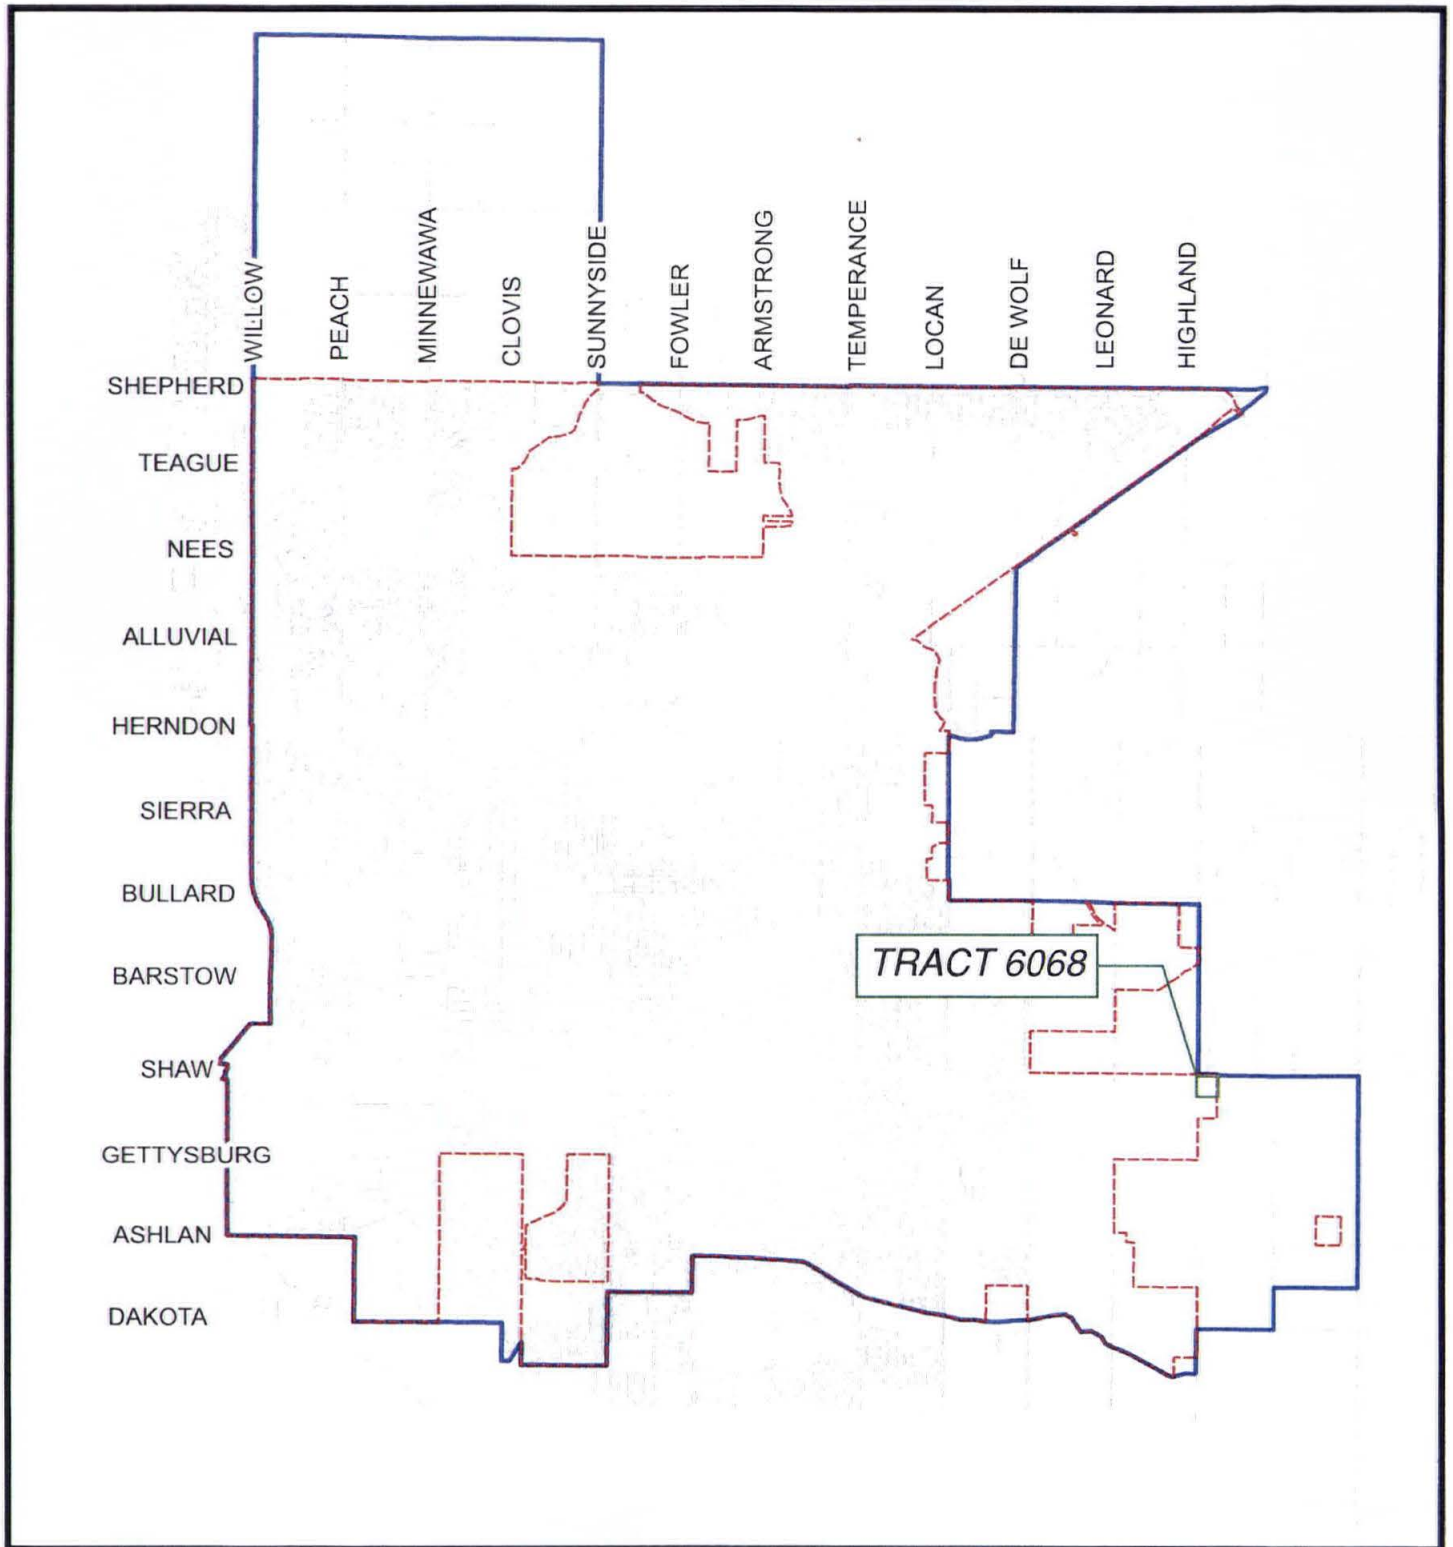 WILLOW
PEACH
MINNEWAWA
CLOVIS
SUNNYSIDE
FOWLER
ARMSTRONG
TEMPERANCE
LOCAN
DE WOLF
LEONARD
HIGHLAND
SHEPHERD
TEAGUE
NEES
ALLUVIAL
HERNDON
SIERRA
BULLARD
BARSTOW
SHAW
GETTYSBURG
ASHLAN
DAKOTA
TRACT 6068